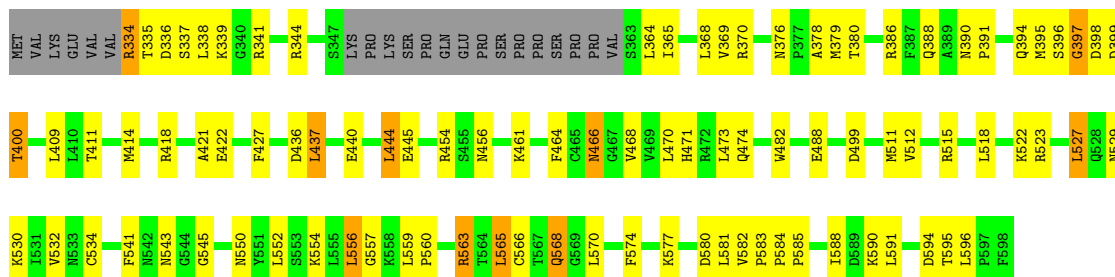 MET VAL LYS GLU VAL VAL R334 T335 D336 S337 L338 K339 G340 R341 R344 S347 LYS PRO LYS SER PRO GLN GLU PRO SER PRO PRO VAL S363 L364 I365 L368 V369 R370 N376 P377 A378 M379 T380 R386 F387 Q388 A389 N390 P391 Q394 M395 S396 G397 D398
T400 L409 L410 T411 M414 R418 A421 E422 F427 D436 L437 E440 L444 E445 R454 S455 N456 K461 F464 C465 N466 G467 V468 V469 L470 H471 R472 L473 Q474 W482 E488 D499 M511 V512 R515 L518 K522 R523 L527 Q528 N529
K530 I531 V532 N533 C534 F541 N542 N543 G544 G545 N550 Y551 L552 S553 K554 L555 L556 G557 K558 L559 P560 R563 T564 L565 C566 T567 Q568 G569 L570 F574 K577 D580 L581 V582 P583 P584 P585 I588 D589 K590 L591 D594 T595 L596 P597 F598